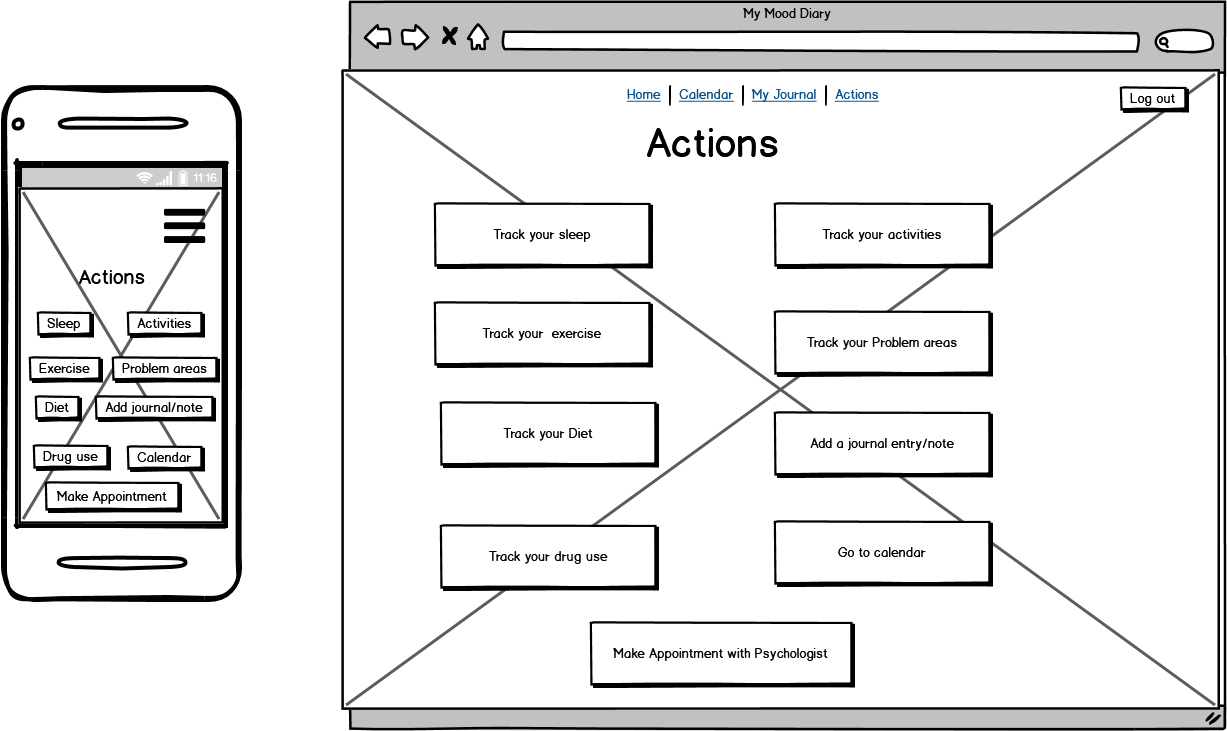 My Mood Diary
Home | Calendar | My Journal | Actions
Log out
Actions
Track your sleep
Track your activities
Track your  exercise
Track your Problem areas
Track your Diet
Add a journal entry/note
Track your drug use
Go to calendar
Make Appointment with Psychologist
11:16
Actions
Sleep
Activities
Exercise
Problem areas
Diet
Add journal/note
Drug use
Calendar
Make Appointment